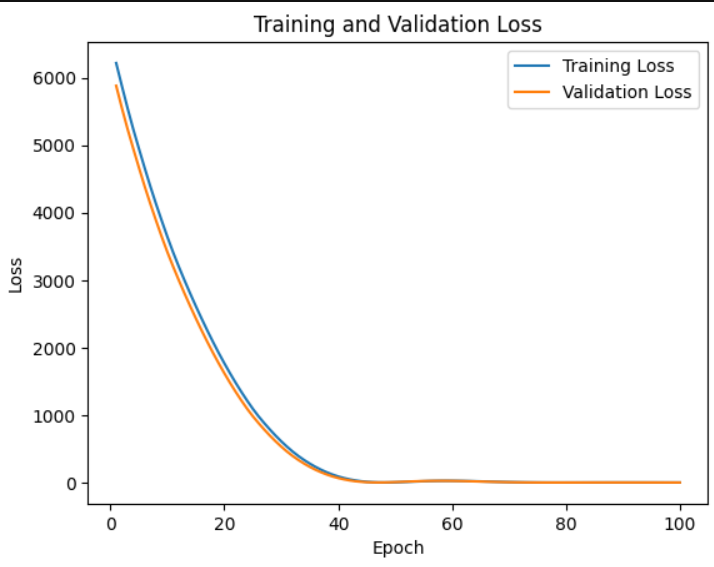 Training and Validation Loss
Training Loss
Validation Loss
6000
5000
4000
3000
2000
1000
0
Loss
0 20 40 60 80 100
Epoch